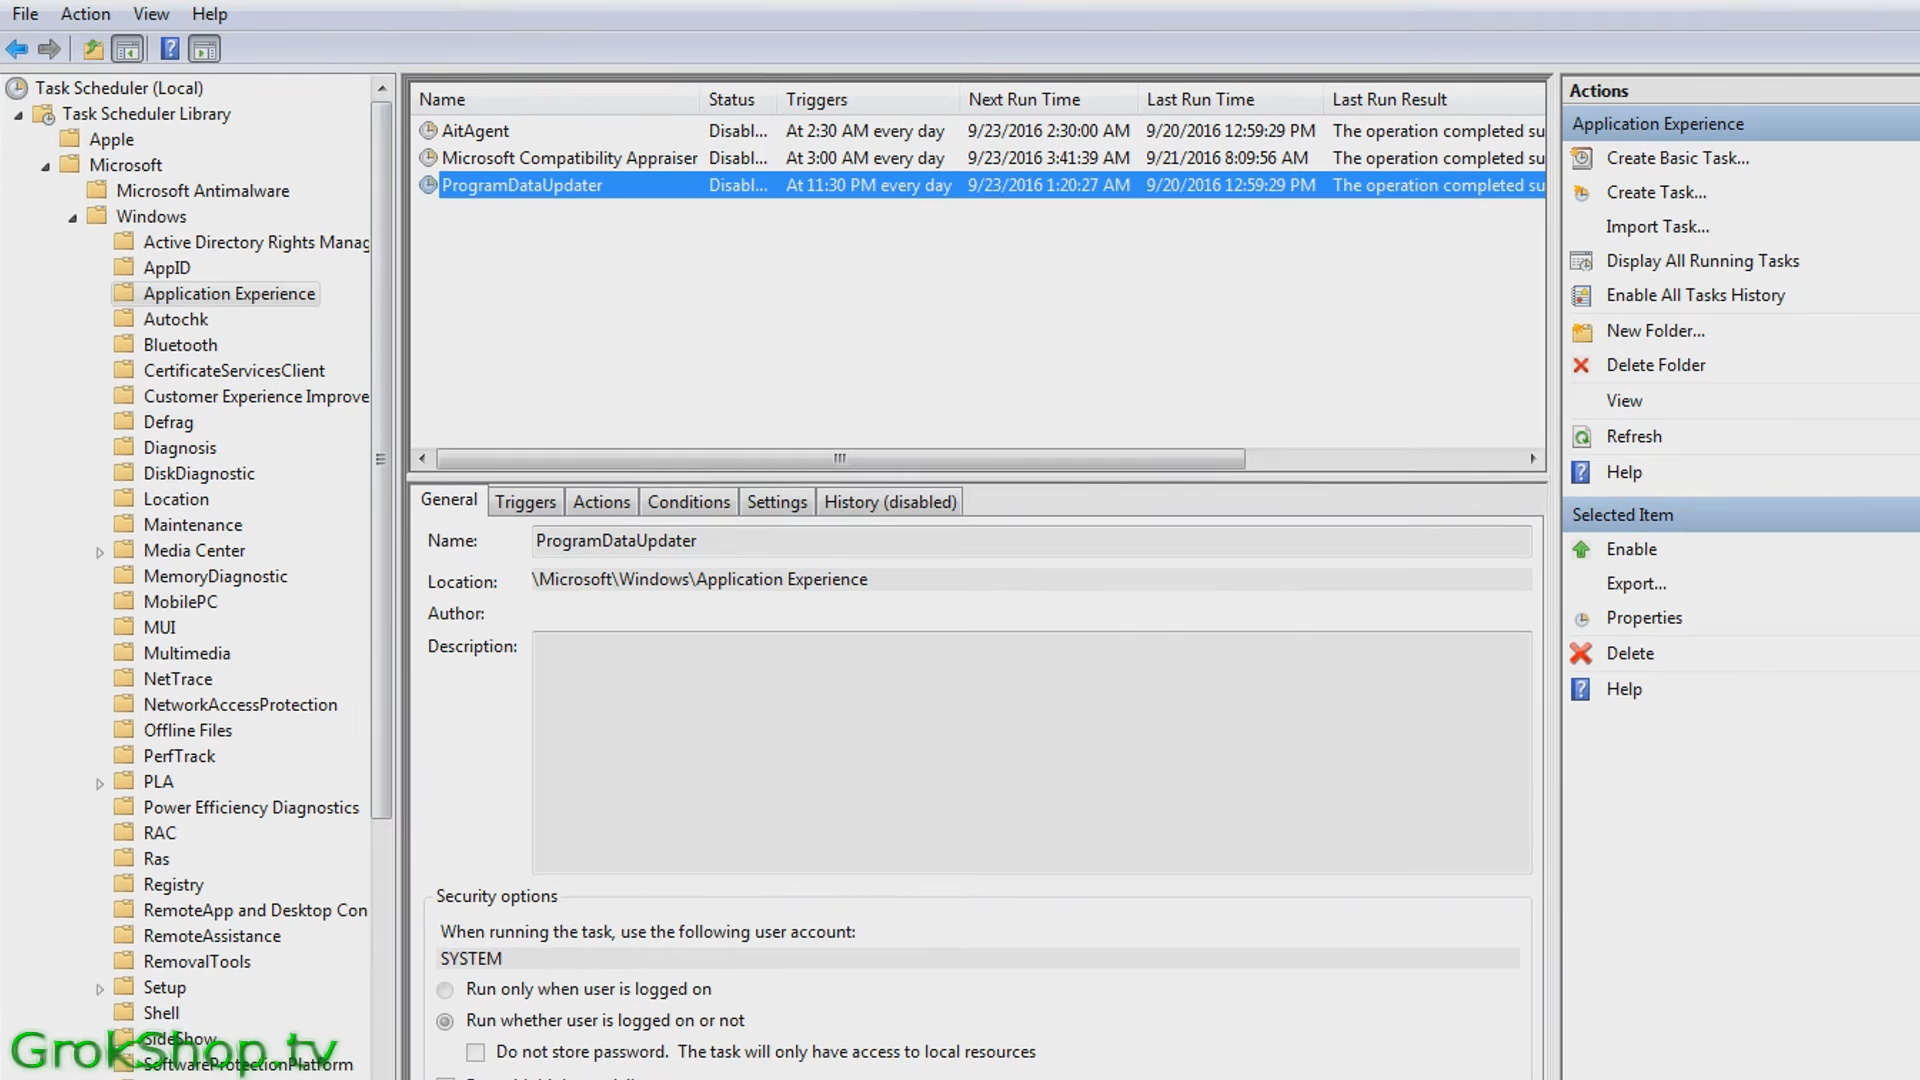 File Action View Help
Task Scheduler (Local)
Task Scheduler Library
Apple
Microsoft
Microsoft Antimalware
Windows
Active Directory Rights Manag
AppID
Application Experience
Autochk
Bluetooth
CertificateServicesClient
Customer Experience Improve
Defrag
Diagnosis
DiskDiagnostic
Location
Maintenance
Media Center
MemoryDiagnostic
MobilePC
MUI
Multimedia
NetTrace
NetworkAccessProtection
Offline Files
PerfTrack
PLA
Power Efficiency Diagnostics
RAC
Ras
Registry
RemoteApp and Desktop Con
RemoteAssistance
RemovalTools
Setup
Shell
SideShow
SoftwareProtectionPlatform
GrokShop.tv
Name Status Triggers Next Run Time Last Run Time Last Run Result
AitAgent Disabl... At 2:30 AM every day 9/23/2016 2:30:00 AM 9/20/2016 12:59:29 PM The operation completed su
Microsoft Compatibility Appraiser Disabl... At 3:00 AM every day 9/23/2016 3:41:39 AM 9/21/2016 8:09:56 AM The operation completed su
ProgramDataUpdater Disabl... At 11:30 PM every day 9/23/2016 1:20:27 AM 9/20/2016 12:59:29 PM The operation completed su
General Triggers Actions Conditions Settings History (disabled)
Name: ProgramDataUpdater
Location: \Microsoft\Windows\Application Experience
Author:
Description:
Security options
When running the task, use the following user account:
SYSTEM
Run only when user is logged on
Run whether user is logged on or not
Do not store password. The task will only have access to local resources
Actions
Application Experience
Create Basic Task...
Create Task...
Import Task...
Display All Running Tasks
Enable All Tasks History
New Folder...
Delete Folder
View
Refresh
Help
Selected Item
Enable
Export...
Properties
Delete
Help